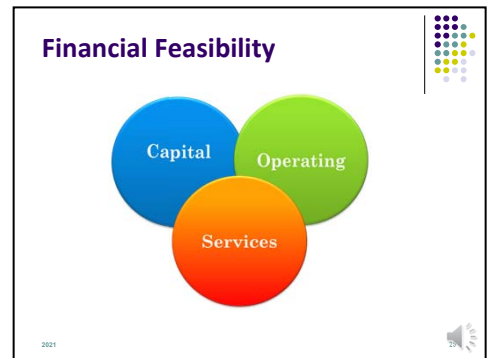 Financial Feasibility
Capital
Operating
Services
2021